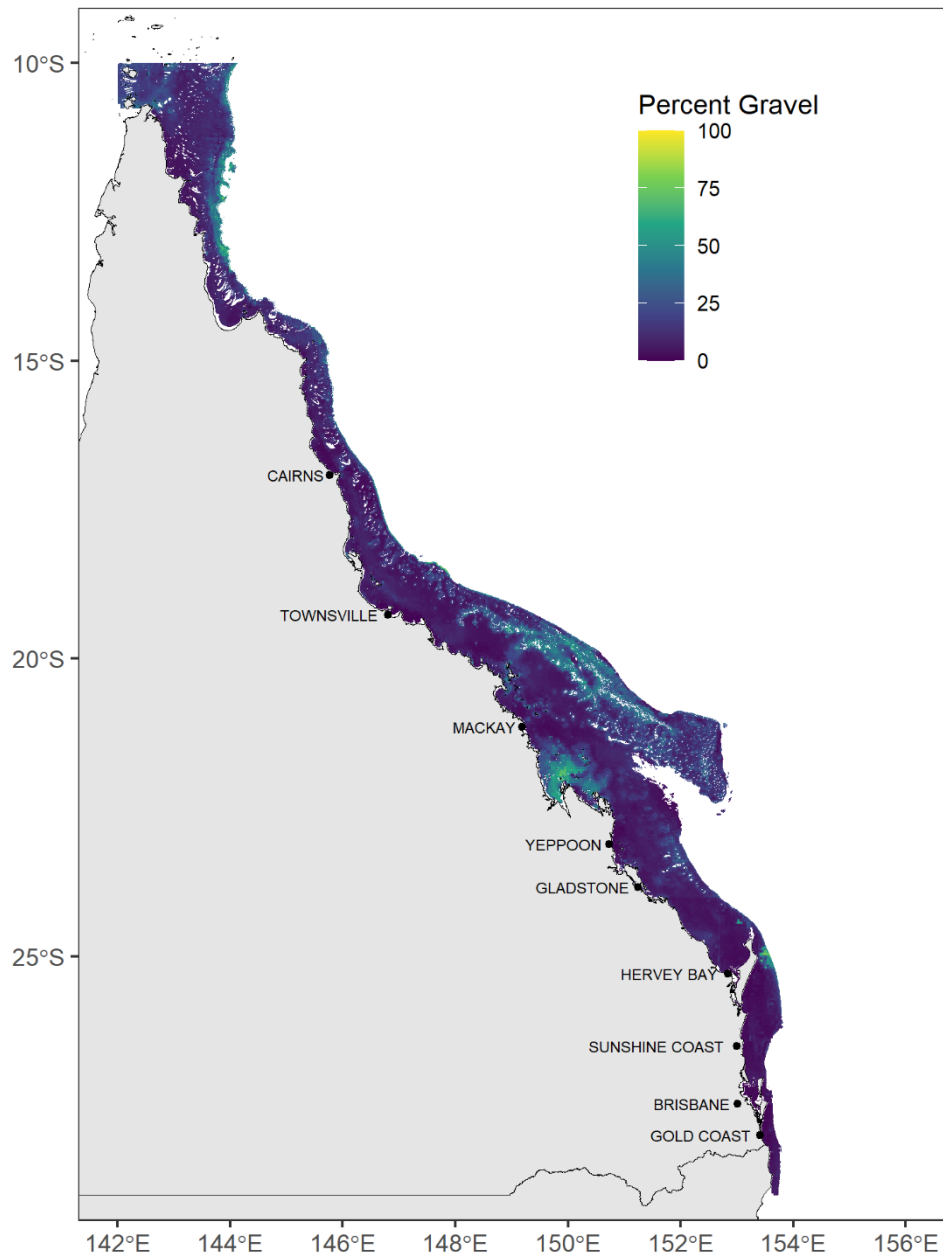 10°S
Percent Gravel
100
75
50
25
0
15°S
CAIRNS
TOWNSVILLE
20°S
MACKAY
YEPPOON
GLADSTONE
25°S
HERVEY BAY
SUNSHINE COAST
BRISBANE
GOLD COAST
142°E 144°E 146°E 148°E 150°E 152°E 154°E 156°E